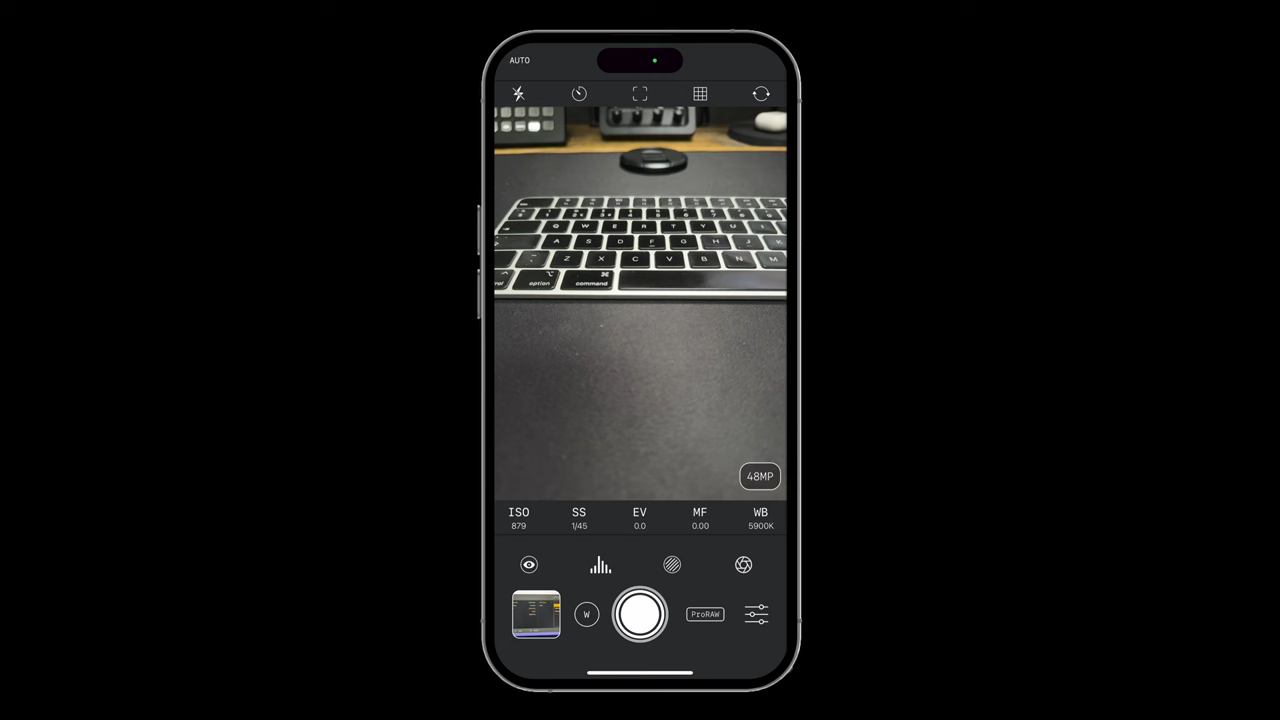 AUTO
Q W E R T Y U I
A S D F G H J K
Z X C V B N M
option command
48MP
ISO SS EV MF WB
879 1/45 0.0 0.00 5900K
W ProRAW